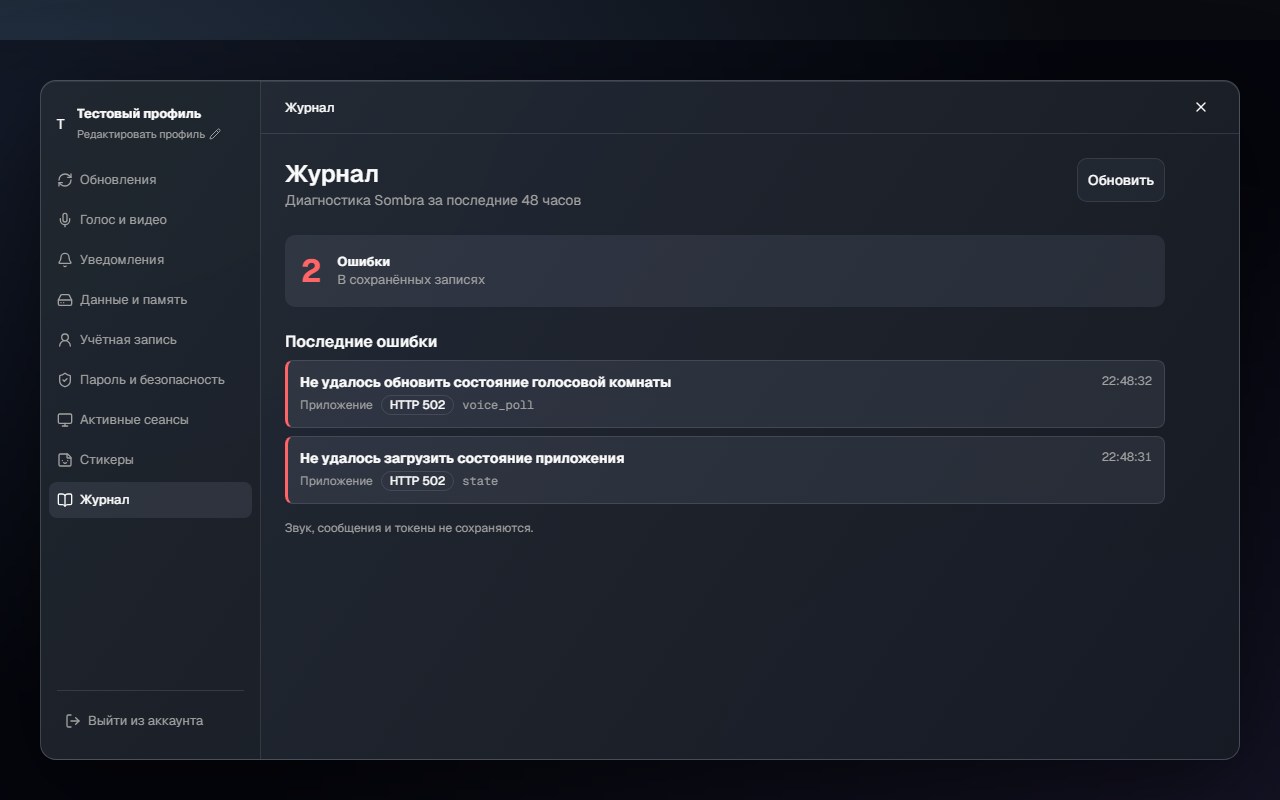 Т
Тестовый профиль
Редактировать профиль
Обновления
Голос и видео
Уведомления
Данные и память
Учётная запись
Пароль и безопасность
Активные сеансы
Стикеры
Журнал
Выйти из аккаунта
Журнал
Журнал
Диагностика Sombra за последние 48 часов
Обновить
2
Ошибки
В сохранённых записях
Последние ошибки
Не удалось обновить состояние голосовой комнаты
22:48:32
Приложение HTTP 502 voice_poll
Не удалось загрузить состояние приложения
22:48:31
Приложение HTTP 502 state
Звук, сообщения и токены не сохраняются.